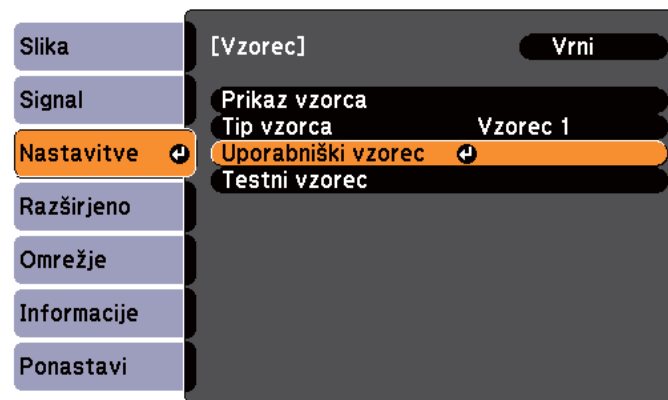 Slika
Signal
Nastavitve
Razširjeno
Omrežje
Informacije
Ponastavi
[Vzorec] Vrni
Prikaz vzorca
Tip vzorca Vzorec 1
Uporabniški vzorec
Testni vzorec